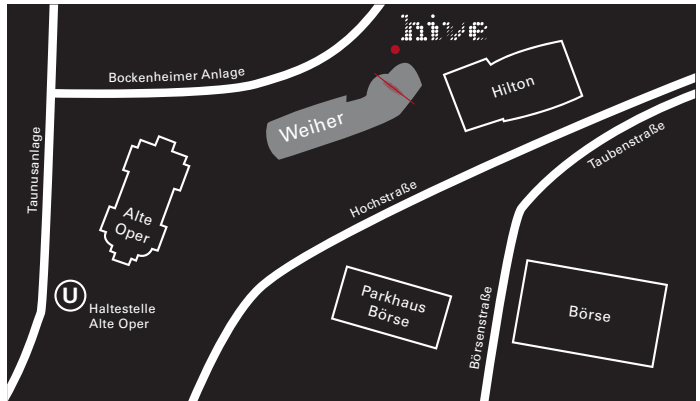 hive
Bockenheimer Anlage
Hilton
Weiher
Taubenstraße
Taunusanlage
Hochstraße
Alte
Oper
U
Haltestelle
Alte Oper
Parkhaus
Börse
Börsenstraße
Börse